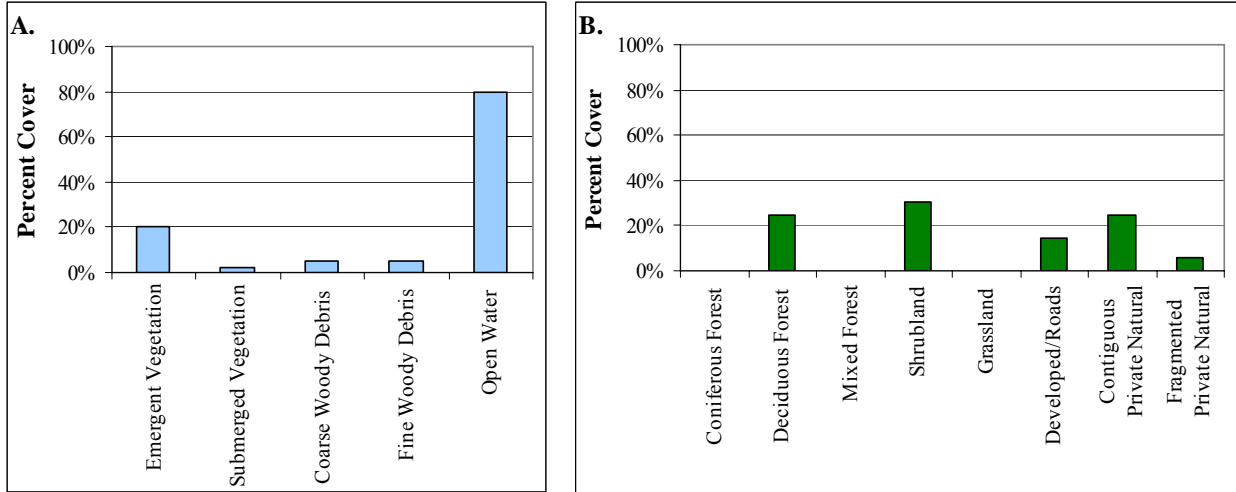 A.
Percent Cover
100%
80%
60%
40%
20%
0%
Emergent Vegetation
Submerged Vegetation
Coarse Woody Debris
Fine Woody Debris
Open Water
B.
Percent Cover
100%
80%
60%
40%
20%
0%
Coniferous Forest
Deciduous Forest
Mixed Forest
Shrubland
Grassland
Developed/Roads
Contiguous
Private Natural
Fragmented
Private Natural